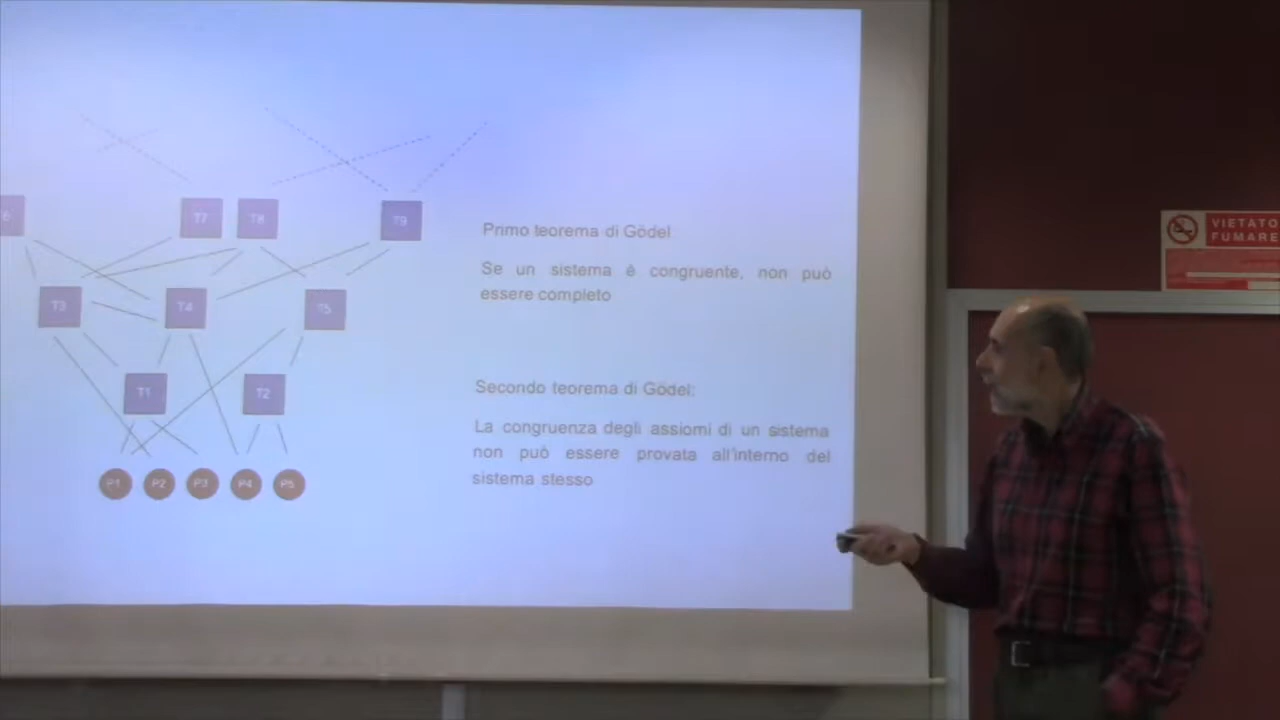 6
T7
T8
T9
T3
T4
T5
T1
T2
P1
P2
P3
P4
P5
Primo teorema di Gödel
Se un sistema è congruente, non può
essere completo
Secondo teorema di Gödel:
La congruenza degli assiomi di un sistema
non può essere provata all'interno del
sistema stesso
VIETATO
FUMARE